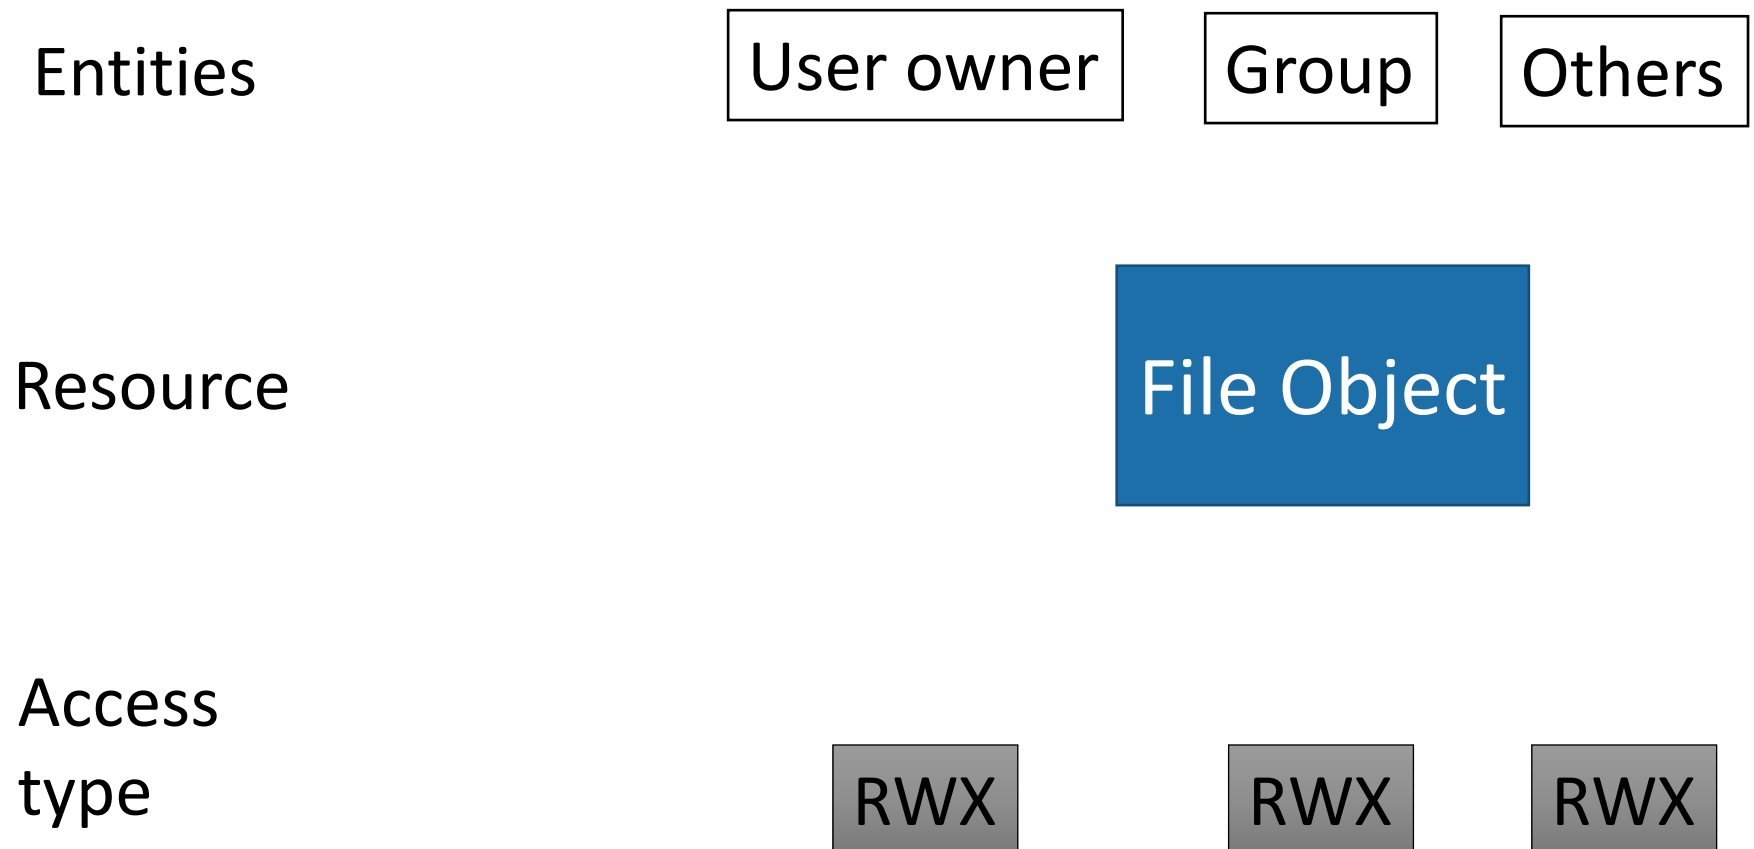 Entities
User owner
Group
Others
Resource
File Object
Access
type
RWX
RWX
RWX